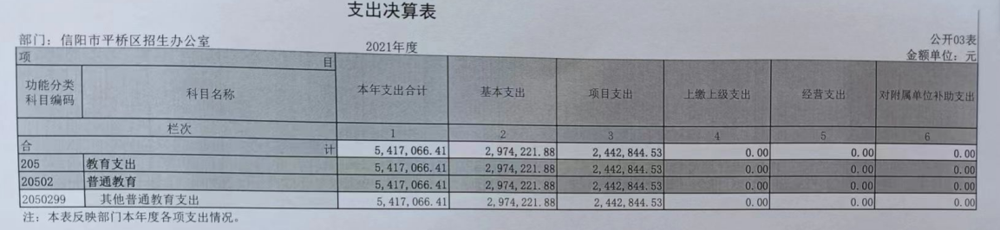 支出决算表
部门：信阳市平桥区招生办公室
2021年度
公开03表
金额单位：元
项 目
功能分类科目编码 科目名称 本年支出合计 基本支出 项目支出 上缴上级支出 经营支出 对附属单位补助支出
栏次 1 2 3 4 5 6
合 计 5,417,066.41 2,974,221.88 2,442,844.53 0.00 0.00 0.00
205 教育支出 5,417,066.41 2,974,221.88 2,442,844.53 0.00 0.00 0.00
20502 普通教育 5,417,066.41 2,974,221.88 2,442,844.53 0.00 0.00 0.00
2050299 其他普通教育支出 5,417,066.41 2,974,221.88 2,442,844.53 0.00 0.00 0.00
注：本表反映部门本年度各项支出情况。